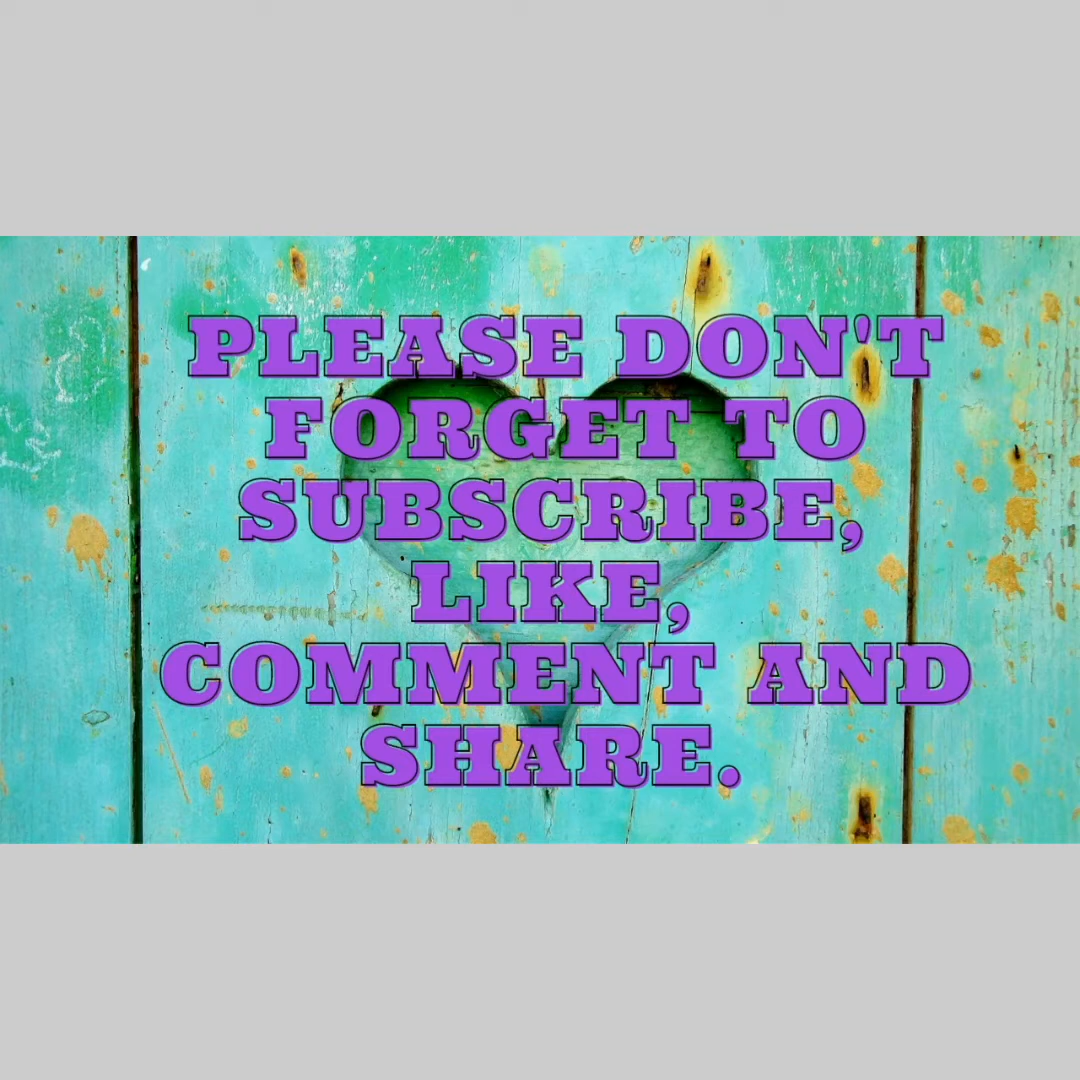 PLEASE DON'T
FORGET TO
SUBSCRIBE,
LIKE,
COMMENT AND
SHARE.